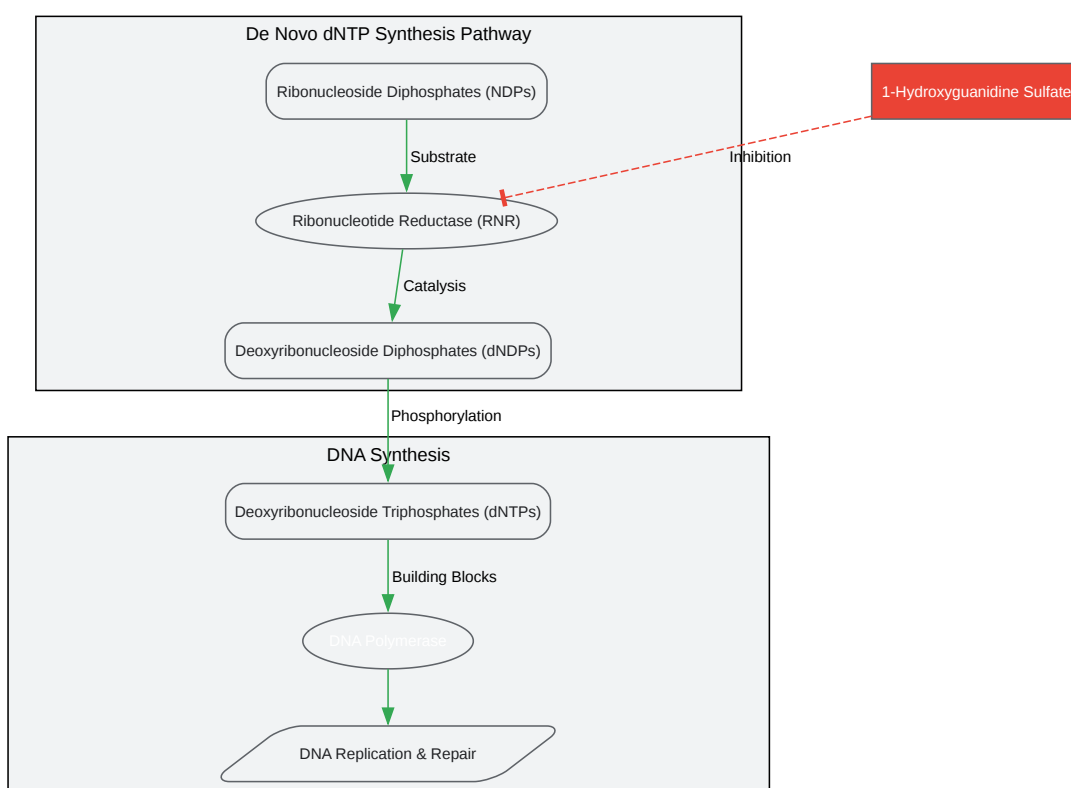 De Novo dNTP Synthesis Pathway
Ribonucleoside Diphosphates (NDPs)
1-Hydroxyguanidine Sulfate
Substrate
Inhibition
Ribonucleotide Reductase (RNR)
Catalysis
Deoxyribonucleoside Diphosphates (dNDPs)
Phosphorylation
DNA Synthesis
Deoxyribonucleoside Triphosphates (dNTPs)
Building Blocks
DNA Polymerase
DNA Replication & Repair